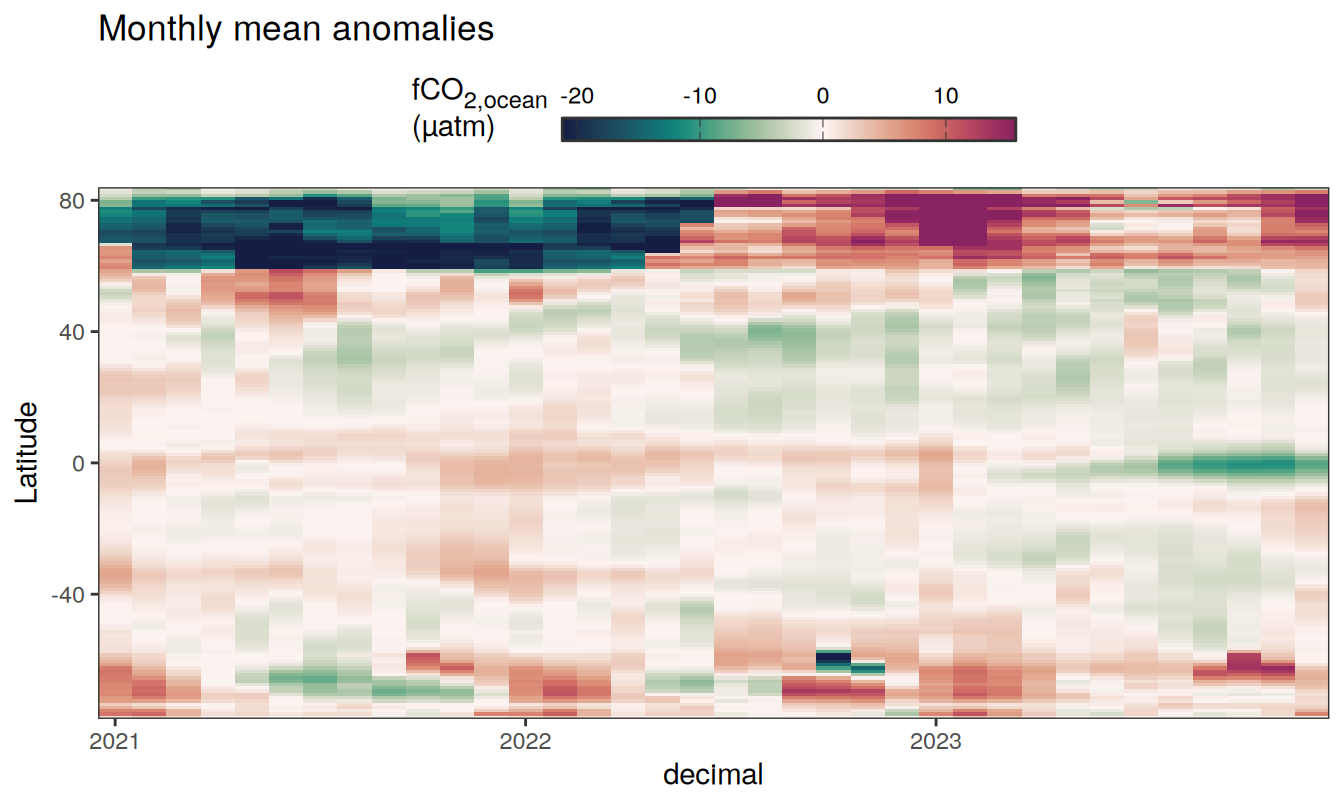 Monthly mean anomalies
fCO2,ocean
(µatm)
-20 -10 0 10
Latitude
80
40
0
-40
2021 2022 2023
decimal